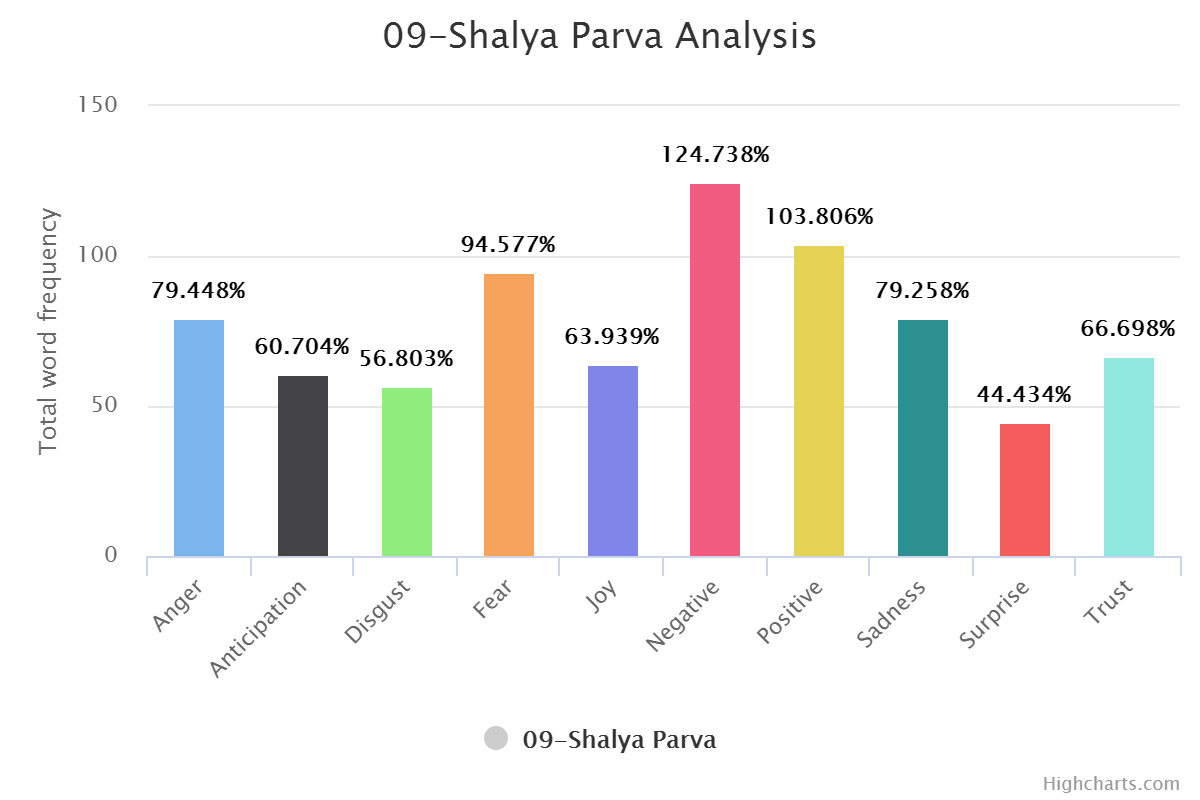 09-Shalya Parva Analysis
Total word frequency
150
100
50
0
79.448%
60.704%
56.803%
94.577%
63.939%
124.738%
103.806%
79.258%
44.434%
66.698%
Anger
Anticipation
Disgust
Fear
Joy
Negative
Positive
Sadness
Surprise
Trust
09-Shalya Parva
Highcharts.com